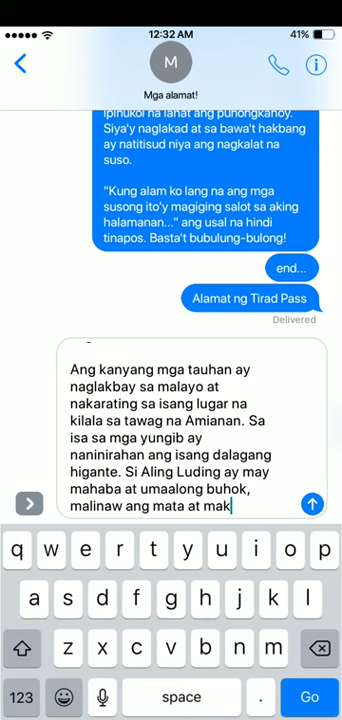 12:32 AM
41%
M
Mga alamat!
ipinukol na lahat ang punongkahoy.
Siya'y naglakad at sa bawa't hakbang
ay natitisud niya ang nagkalat na
suso.
"Kung alam ko lang na ang mga
susong ito'y magiging salot sa aking
halamanan..." ang usal na hindi
tinapos. Basta't bubulung-bulong!
end...
Alamat ng Tirad Pass
Delivered
Ang kanyang mga tauhan ay
naglakbay sa malayo at
nakarating sa isang lugar na
kilala sa tawag na Amianan. Sa
isa sa mga yungib ay
naninirahan ang isang dalagang
higante. Si Aling Luding ay may
mahaba at umaalong buhok,
malinaw ang mata at mak
q w e r t y u i o p
a s d f g h j k l
z x c v b n m
123 space . Go